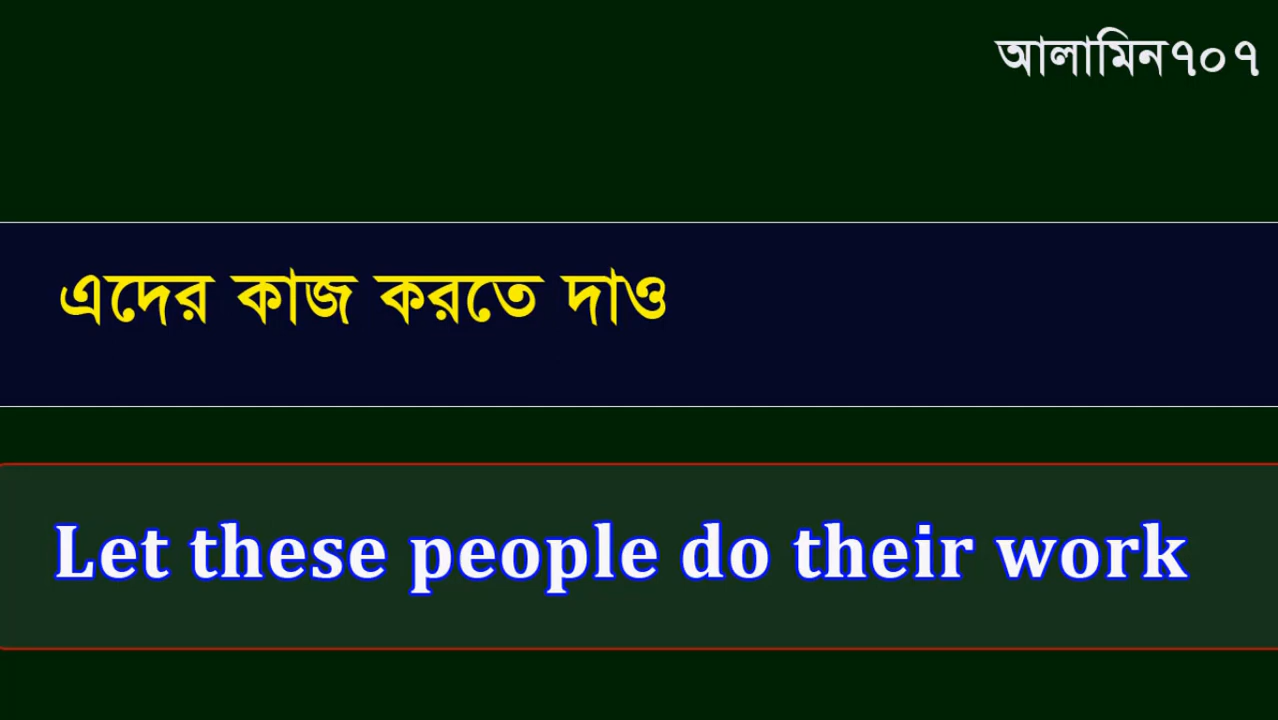 আলামিন৭০৭
এদের কাজ করতে দাও
Let these people do their work